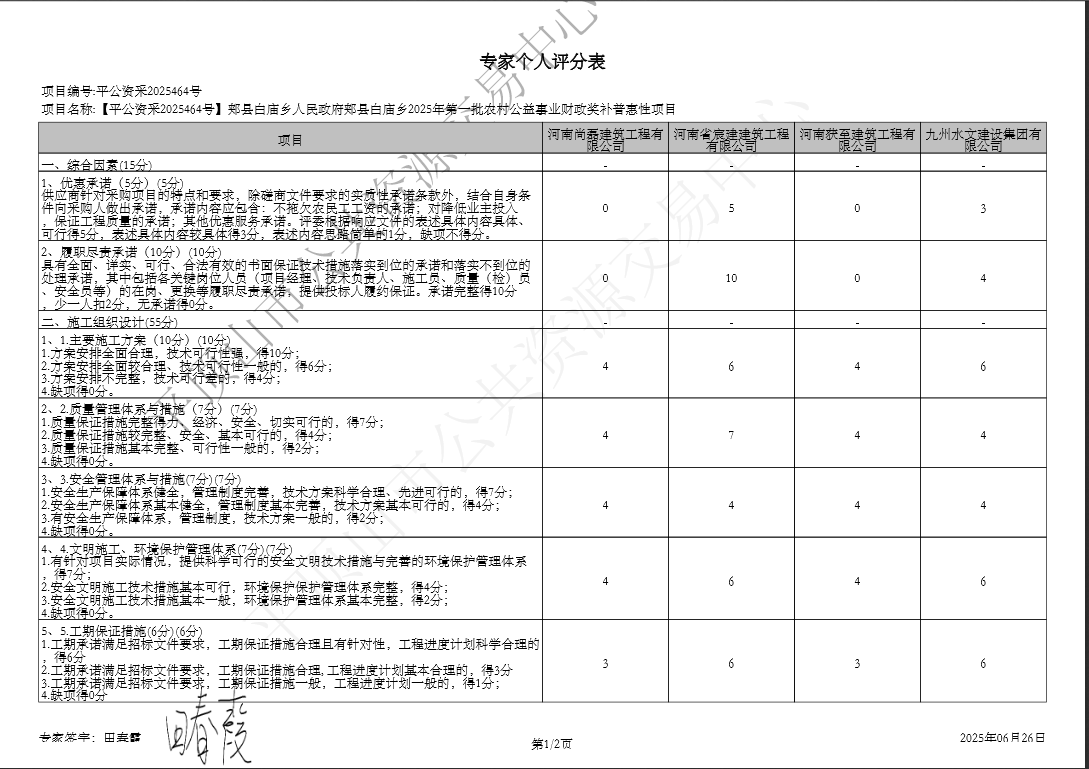 专家个人评分表
项目编号:平公资采2025464号
项目名称:【平公资采2025464号】郏县白庙乡人民政府郏县白庙乡2025年第一批农村公益事业财政奖补普惠性项目
项目
河南尚磊建筑工程有
限公司
河南省宸建建筑工程
有限公司
河南获至建筑工程有
限公司
九州水文建设集团有
限公司
一、综合因素(15分)
-
-
-
-
1、优惠承诺（5分）(5分)
供应商针对采购项目的特点和要求，除磋商文件要求的实质性承诺条款外，结合自身条
件向采购人做出承诺，承诺内容应包含：不拖欠农民工工资的承诺；对降低业主投入
，保证工程质量的承诺；其他优惠服务承诺。评委根据响应文件的表述具体内容具体、
可行得5分，表述具体内容较具体得3分，表述内容思路简单的1分，缺项不得分。
0
5
0
3
2、履职尽责承诺（10分）(10分)
具有全面、详实、可行、合法有效的书面保证技术措施落实到位的承诺和落实不到位的
处理承诺，其中包括各关键岗位人员（项目经理、技术负责人、施工员、质量（检）员
、安全员等）的在岗、更换等履职尽责承诺，提供投标人履约保证。承诺完整得10分
，少一人扣2分，无承诺得0分。
0
10
0
4
二、施工组织设计(55分)
-
-
-
-
1、1.主要施工方案（10分）(10分)
1.方案安排全面合理，技术可行性强，得10分；
2.方案安排全面较合理、技术可行性一般的，得6分；
3.方案安排不完整，技术可行差的，得4分；
4.缺项得0分。
4
6
4
6
2、2.质量管理体系与措施（7分）(7分)
1.质量保证措施完整得力、经济、安全、切实可行的，得7分；
2.质量保证措施较完整、安全、基本可行的，得4分；
3.质量保证措施基本完整、可行性一般的，得2分；
4.缺项得0分。
4
7
4
4
3、3.安全管理体系与措施(7分)(7分)
1.安全生产保障体系健全，管理制度完善，技术方案科学合理、先进可行的，得7分；
2.安全生产保障体系基本健全，管理制度基本完善，技术方案基本可行的，得4分；
3.有安全生产保障体系，管理制度，技术方案一般的，得2分；
4.缺项得0分。
4
4
4
4
4、4.文明施工、环境保护管理体系(7分)(7分)
1.有针对项目实际情况，提供科学可行的安全文明技术措施与完善的环境保护管理体系
，得7分；
2.安全文明施工技术措施基本可行，环境保护保护管理体系完整，得4分；
3.安全文明施工技术措施基本一般，环境保护管理体系基本完整，得2分；
4.缺项得0分。
4
6
4
6
5、5.工期保证措施(6分)(6分)
1.工期承诺满足招标文件要求，工期保证措施合理且有针对性，工程进度计划科学合理的
，得6分
2.工期承诺满足招标文件要求，工期保证措施合理,工程进度计划基本合理的，得3分
3.工期承诺满足招标文件要求，工期保证措施一般，工程进度计划一般的，得1分；
4.缺项得0分
3
6
3
6
专家签字：田春霞
田春霞
第1/2页
2025年06月26日
平顶山市公共资源交易中心
平顶山市公共资源交易中心